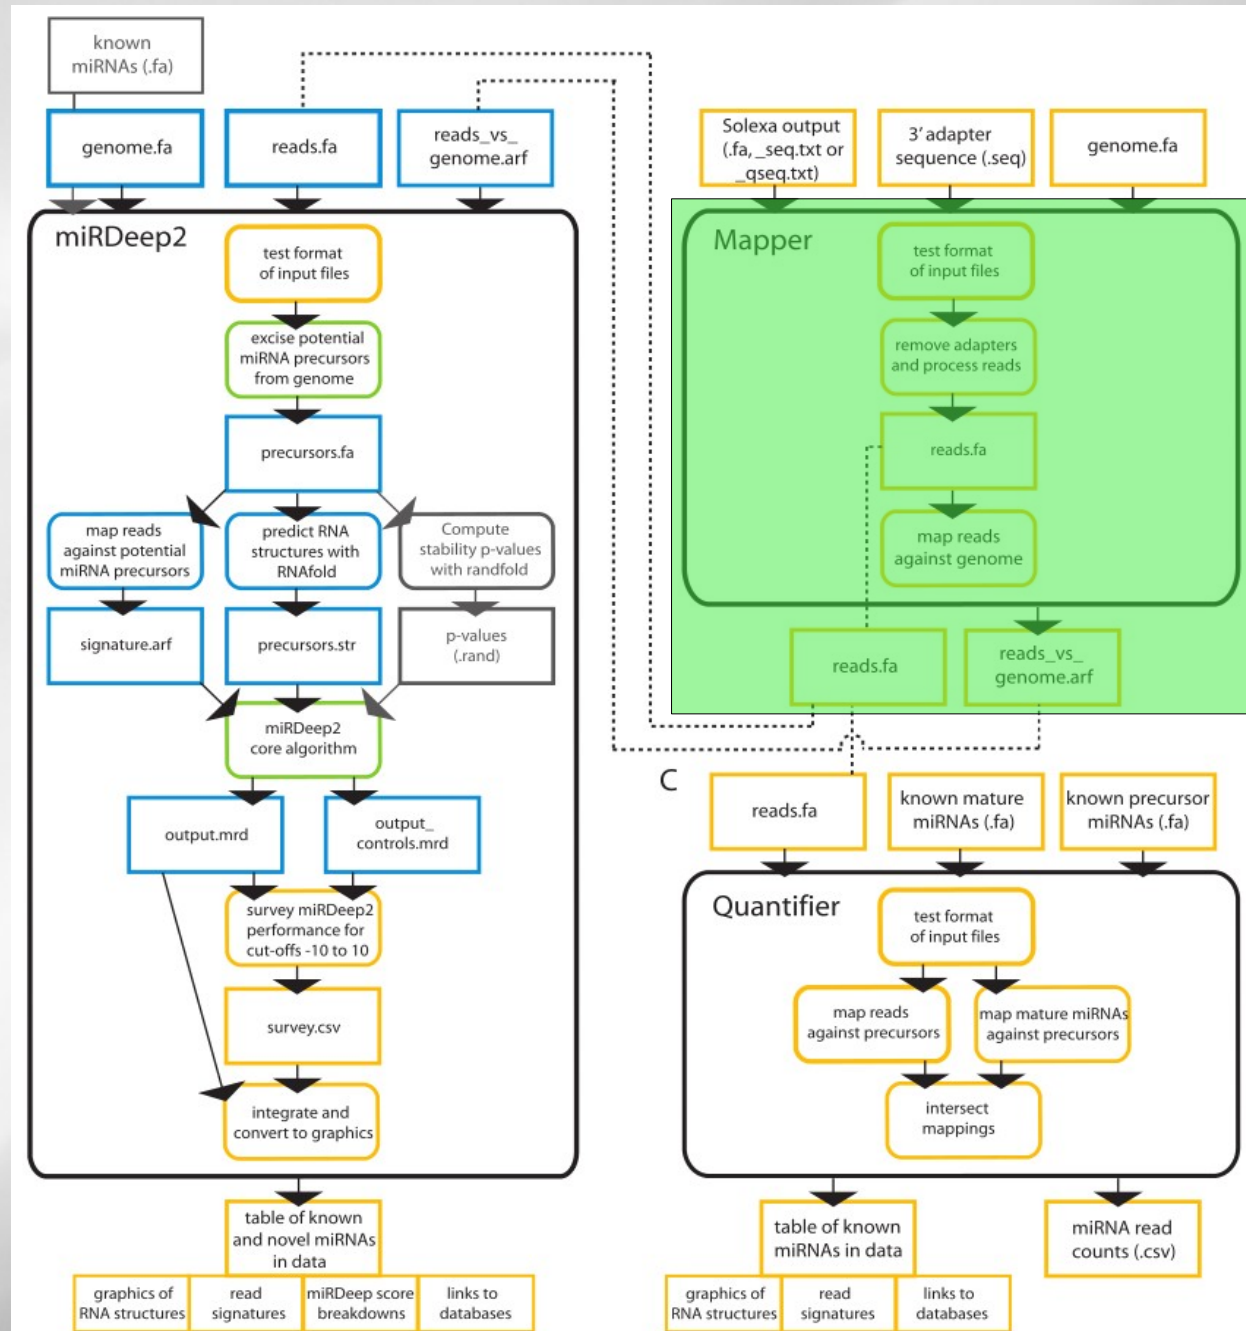 known
miRNAs (.fa)
genome.fa
reads.fa
reads_vs_
genome.arf
miRDeep2
test format
of input files
excise potential
miRNA precursors
from genome
precursors.fa
map reads
against potential
miRNA precursors
predict RNA
structures with
RNAfold
Compute
stability p-values
with randfold
signature.arf
precursors.str
p-values
(.rand)
miRDeep2
core algorithm
output.mrd
output_
controls.mrd
survey miRDeep2
performance for
cut-offs -10 to 10
survey.csv
integrate and
convert to graphics
table of known
and novel miRNAs
in data
graphics of
RNA structures
read
signatures
miRDeep score
breakdowns
links to
databases
Solexa output
(.fa, _seq.txt or
_qseq.txt)
3' adapter
sequence (.seq)
genome.fa
Mapper
test format
of input files
remove adapters
and process reads
reads.fa
map reads
against genome
reads.fa
reads_vs_
genome.arf
C
reads.fa
known mature
miRNAs (.fa)
known precursor
miRNAs (.fa)
Quantifier
test format
of input files
map reads
against precursors
map mature miRNAs
against precursors
intersect
mappings
table of known
miRNAs in data
miRNA read
counts (.csv)
graphics of
RNA structures
read
signatures
links to
databases